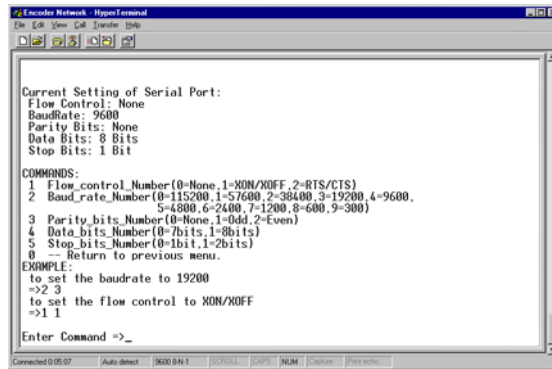 Encoder Network - HyperTerminal
File Edit View Call Transfer Help
Current Setting of Serial Port:
Flow Control: None
BaudRate: 9600
Parity Bits: None
Data Bits: 8 Bits
Stop Bits: 1 Bit
COMMANDS:
1 Flow_control_Number(0=None,1=XON/XOFF,2=RTS/CTS)
2 Baud_rate_Number(0=115200,1=57600,2=38400,3=19200,4=9600,
5=4800,6=2400,7=1200,8=600,9=300)
3 Parity_bits_Number(0=None,1=Odd,2=Even)
4 Data_bits_Number(0=7bits,1=8bits)
5 Stop_bits_Number(0=1bit,1=2bits)
0 -- Return to previous menu.
EXAMPLE:
to set the baudrate to 19200
=>2 3
to set the flow control to XON/XOFF
=>1 1
Enter Command =>_
Connected 0:05:07 Auto detect 9600 8-N-1 SCROLL CAPS NUM Capture Print echo